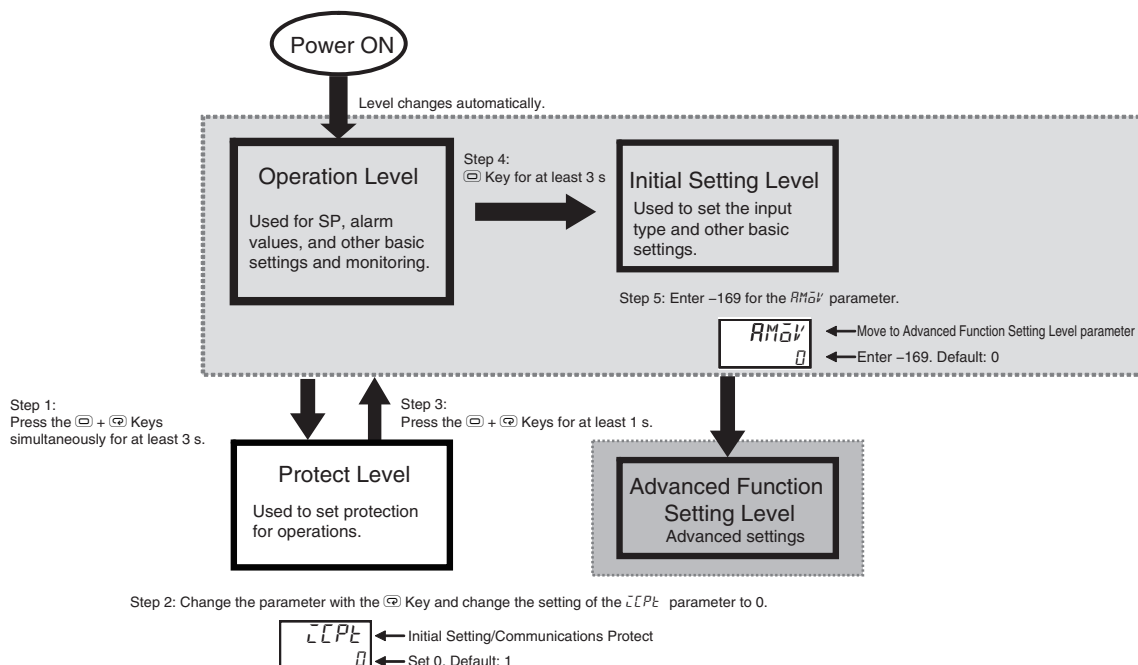 Power ON
Level changes automatically.
Operation Level
Used for SP, alarm
values, and other basic
settings and monitoring.
Step 4:
Key for at least 3 s
Initial Setting Level
Used to set the input
type and other basic
settings.
Step 5: Enter –169 for the AMoV parameter.
AMoV
Move to Advanced Function Setting Level parameter
0
Enter –169. Default: 0
Step 1:
Press the + Keys
simultaneously for at least 3 s.
Step 3:
Press the + Keys for at least 1 s.
Protect Level
Used to set protection
for operations.
Advanced Function
Setting Level
Advanced settings
Step 2: Change the parameter with the Key and change the setting of the iCPt parameter to 0.
iCPt
Initial Setting/Communications Protect
0
Set 0. Default: 1